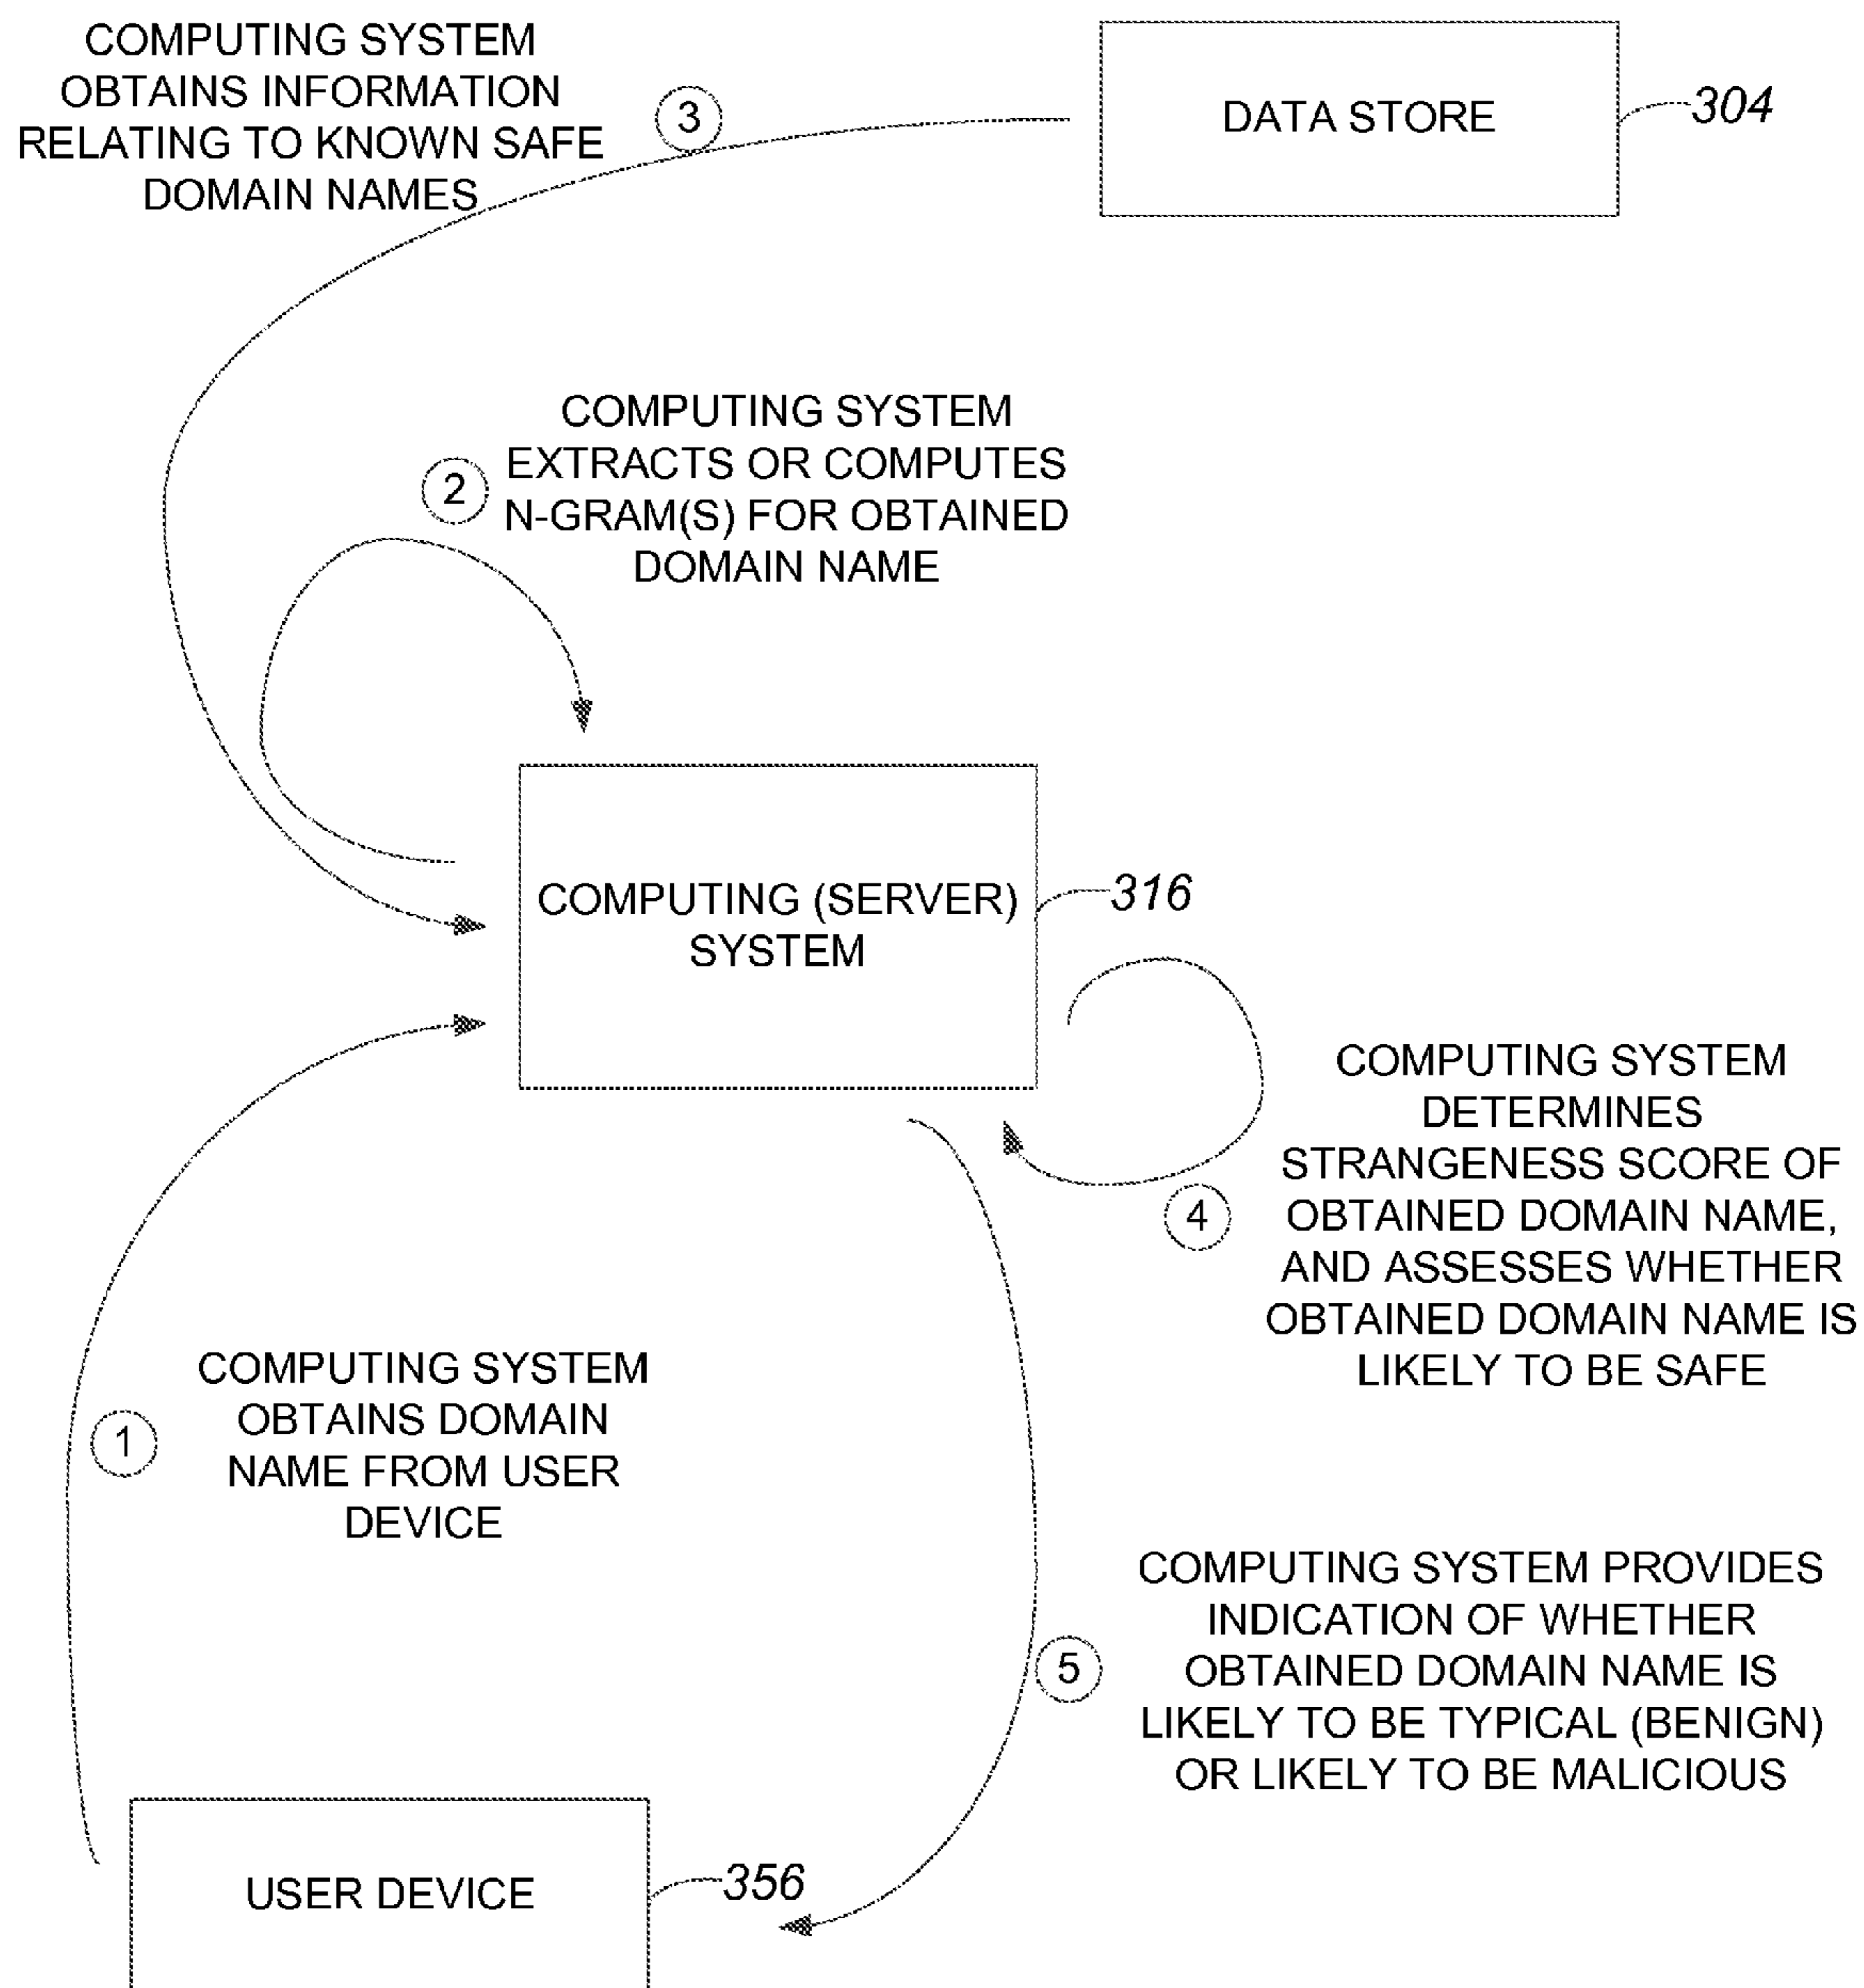 COMPUTING SYSTEM
OBTAINS INFORMATION
RELATING TO KNOWN SAFE
DOMAIN NAMES
3
DATA STORE
304
COMPUTING SYSTEM
EXTRACTS OR COMPUTES
N-GRAM(S) FOR OBTAINED
DOMAIN NAME
2
COMPUTING (SERVER)
SYSTEM
316
COMPUTING SYSTEM
DETERMINES
STRANGENESS SCORE OF
OBTAINED DOMAIN NAME,
AND ASSESSES WHETHER
OBTAINED DOMAIN NAME IS
LIKELY TO BE SAFE
4
1
COMPUTING SYSTEM
OBTAINS DOMAIN
NAME FROM USER
DEVICE
5
COMPUTING SYSTEM PROVIDES
INDICATION OF WHETHER
OBTAINED DOMAIN NAME IS
LIKELY TO BE TYPICAL (BENIGN)
OR LIKELY TO BE MALICIOUS
USER DEVICE
356